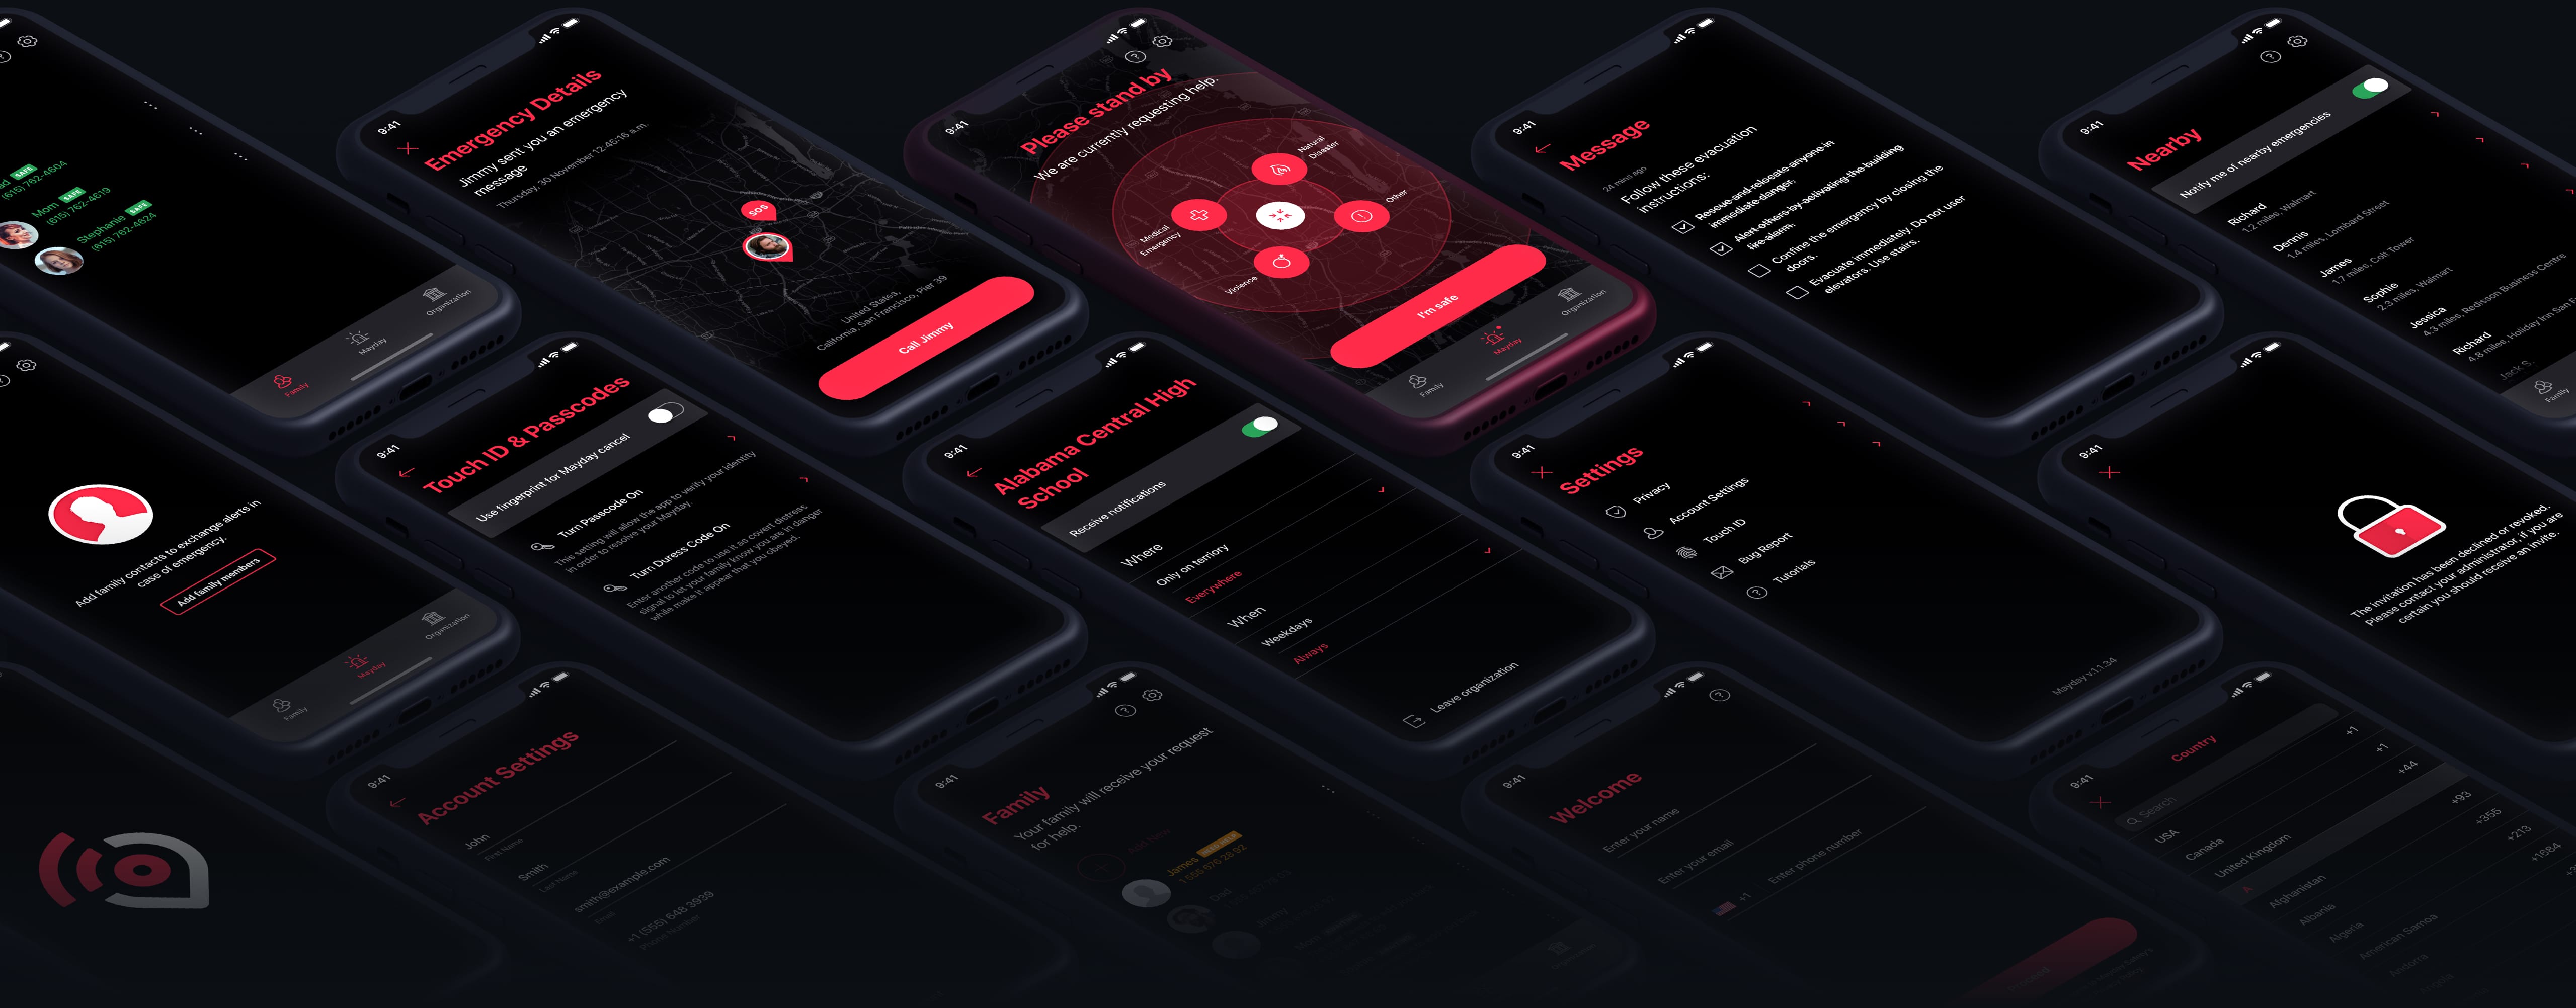 ad SAFE
(615) 762-4604
Mom SAFE
(615) 762-4619
Stephanie SAFE
(615) 762-4624
Family
Mayday
Organization
9:41
Emergency Details
Jimmy sent you an emergency
message
Thursday, 30 November 12:45:16 a.m.
SOS
United States,
California, San Francisco, Pier 39
Call Jimmy
9:41
Please stand by
We are currently requesting help.
Natural
Disaster
Other
Medical
Emergency
Violence
I'm safe
Family
Mayday
Organization
9:41
Message
24 mins ago
Follow these evacuation
instructions:
Rescue and relocate anyone in
immediate danger.
Alert others by activating the building
fire alarm.
Confine the emergency by closing the
doors.
Evacuate immediately. Do not user
elevators. Use stairs.
9:41
Nearby
Notify me of nearby emergencies
Richard
1.2 miles, Walmart
Dennis
1.4 miles, Lombard Street
James
1.7 miles, Colt Tower
Sophie
2.3 miles, Walmart
Jessica
4.3 miles, Redisson Business Centre
Richard
4.8 miles, Holiday Inn San
Jack S.
Family
Add family contacts to exchange alerts in
case of emergency.
Add family members
Family
Mayday
Organization
9:41
Touch ID & Passcodes
Use fingerprint for Mayday cancel
Turn Passcode On
This setting will allow the app to verify your identity
in order to resolve your Mayday.
Turn Duress Code On
Enter another code to use it as covert distress
signal to let your family know you are in danger
while make it appear that you obeyed.
9:41
Alabama Central High
School
Receive notifications
Where
Only on terriory
Everywhere
When
Weekdays
Always
Leave organization
9:41
Settings
Privacy
Account Settings
Touch ID
Bug Report
Tutorials
Mayday v.1.1.34
9:41
The invitation has been declined or revoked.
Please contact your administrator, if you are
certain you should receive an invite.
9:41
Account Settings
John
First Name
Smith
Last Name
smith@example.com
Email
+1 (555) 648 3939
Phone Number
9:41
Family
Your family will receive your request
for help.
James NEED HELP
1 555 676 28 92
Dad
9:41
Welcome
Enter your name
Enter your email
+1 Enter phone number
9:41
Country
Search
USA +1
Canada +1
United Kingdom +44
A
Afghanistan +93
Albania +355
Algeria +213
American Samoa +1684
Andorra